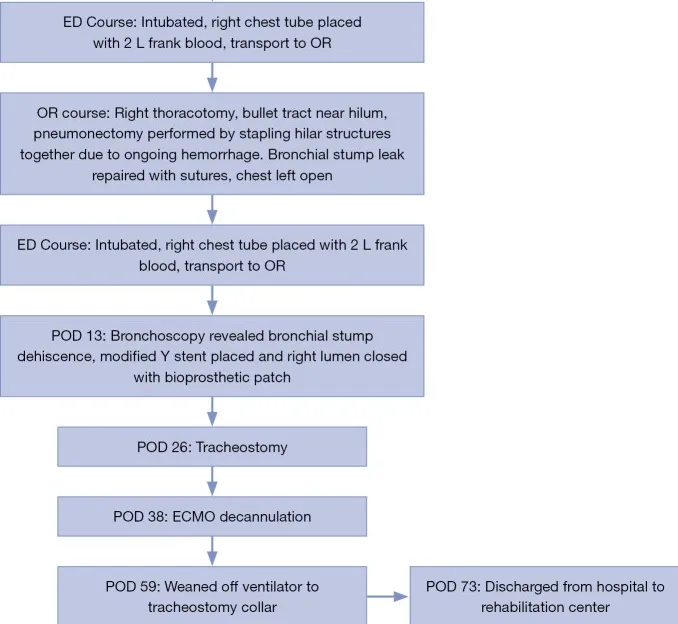 ED Course: Intubated, right chest tube placed
with 2 L frank blood, transport to OR
OR course: Right thoracotomy, bullet tract near hilum,
pneumonectomy performed by stapling hilar structures
together due to ongoing hemorrhage. Bronchial stump leak
repaired with sutures, chest left open
ED Course: Intubated, right chest tube placed with 2 L frank
blood, transport to OR
POD 13: Bronchoscopy revealed bronchial stump
dehiscence, modified Y stent placed and right lumen closed
with bioprosthetic patch
POD 26: Tracheostomy
POD 38: ECMO decannulation
POD 59: Weaned off ventilator to
tracheostomy collar
POD 73: Discharged from hospital to
rehabilitation center